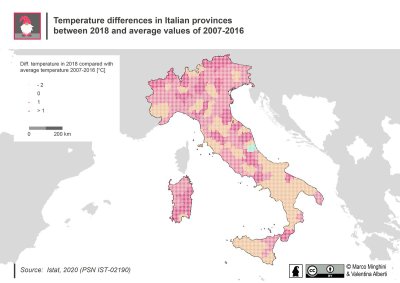 Temperature differences in Italian provinces
between 2018 and average values of 2007-2016
Diff. temperature in 2018 compared with
average temperature 2007-2016 [°C]
- 2
0
- 1
- > 1
0 200 km
Source: Istat, 2020 (PSN IST-02190)
© Marco Minghini
& Valentina Alberti